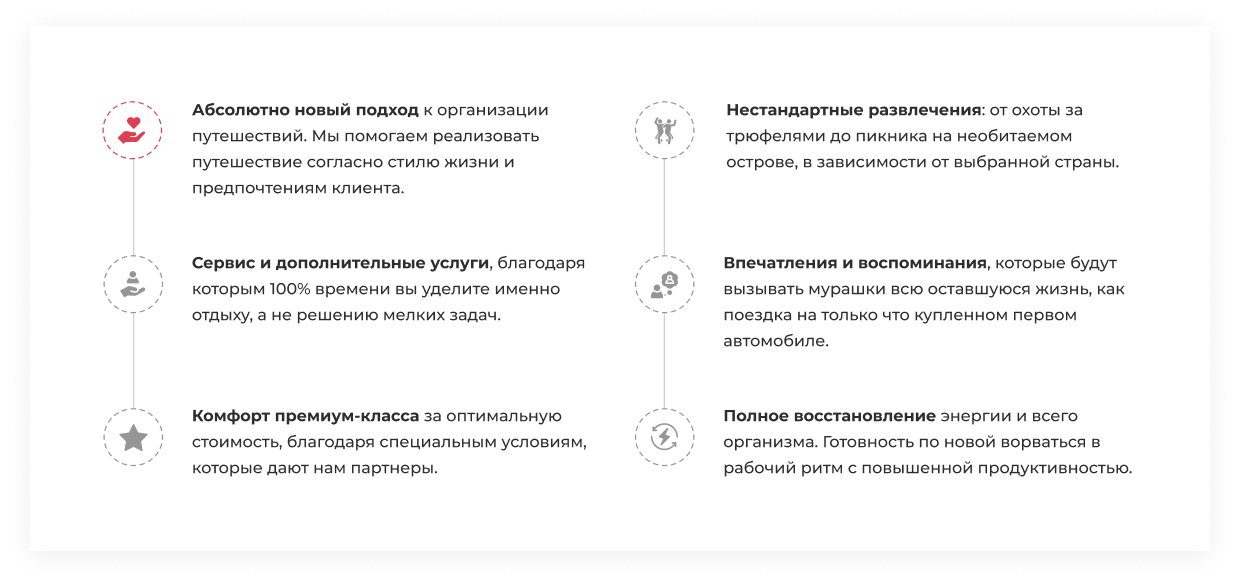 Абсолютно новый подход к организации
путешествий. Мы помогаем реализовать
путешествие согласно стилю жизни и
предпочтениям клиента.
Сервис и дополнительные услуги, благодаря
которым 100% времени вы уделите именно
отдыху, а не решению мелких задач.
Комфорт премиум-класса за оптимальную
стоимость, благодаря специальным условиям,
которые дают нам партнеры.
Нестандартные развлечения: от охоты за
трюфелями до пикника на необитаемом
острове, в зависимости от выбранной страны.
Впечатления и воспоминания, которые будут
вызывать мурашки всю оставшуюся жизнь, как
поездка на только что купленном первом
автомобиле.
Полное восстановление энергии и всего
организма. Готовность по новой ворваться в
рабочий ритм с повышенной продуктивностью.